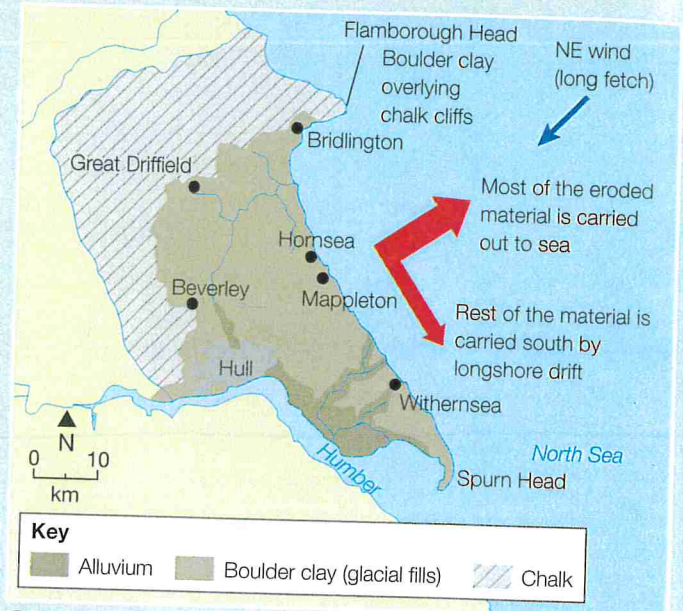 Flamborough Head
Boulder clay
overlying
chalk cliffs
NE wind
(long fetch)
Bridlington
Great Driffield
Most of the eroded
material is carried
out to sea
Hornsea
Mappleton
Beverley
Rest of the material is
carried south by
longshore drift
Hull
Withernsea
N
0 10
km
Humber
North Sea
Spurn Head
Key
Alluvium
Boulder clay (glacial fills)
Chalk